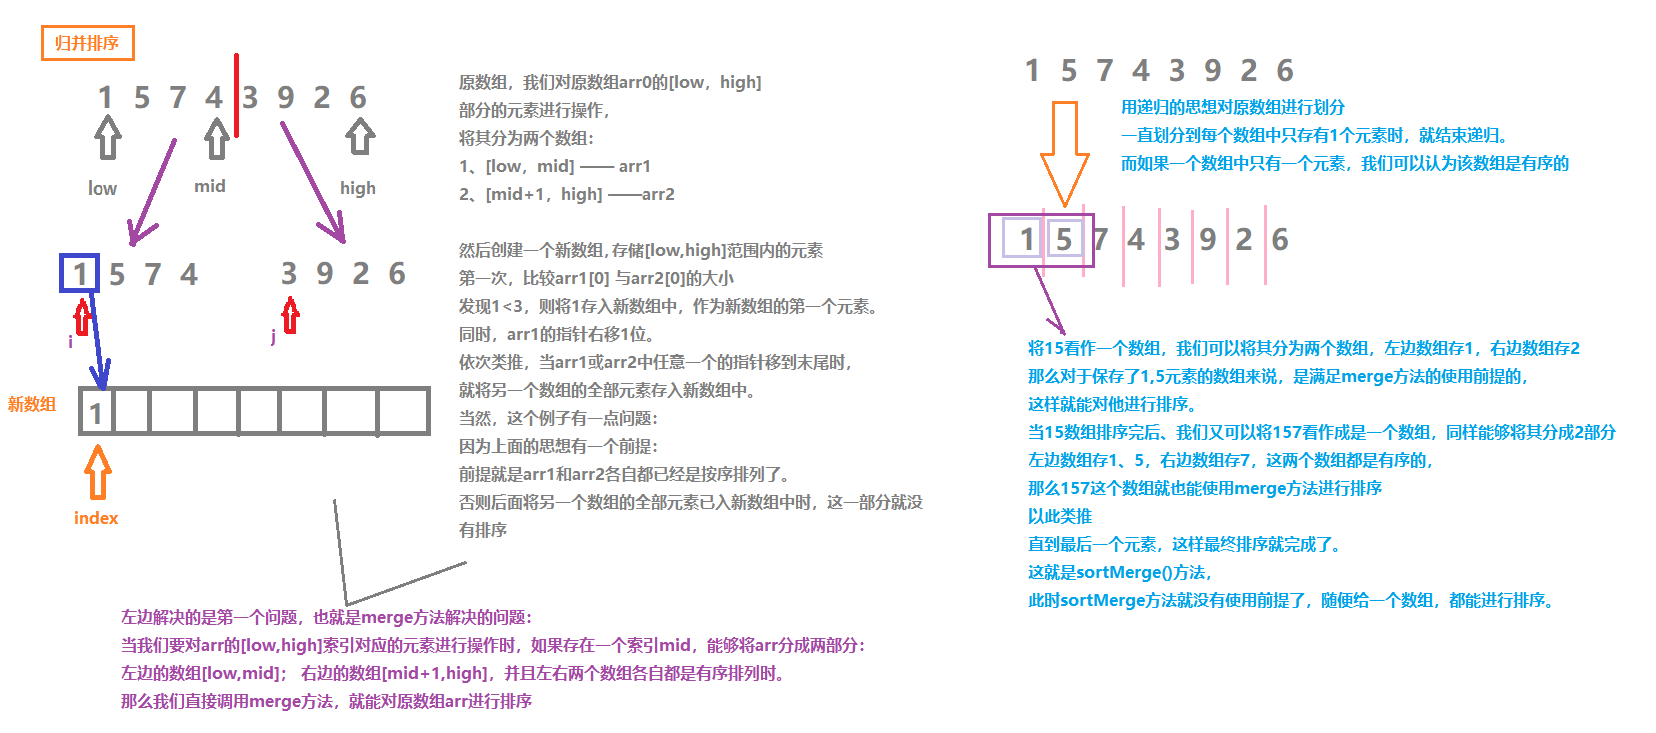 归并排序
1 5 7 4 3 9 2 6
low
mid
high
1 5 7 4
3 9 2 6
i
j
新数组
1
index
原数组，我们对原数组arr0的[low，high]
部分的元素进行操作，
将其分为两个数组：
1、[low，mid] —— arr1
2、[mid+1，high] ——arr2
然后创建一个新数组, 存储[low,high]范围内的元素
第一次，比较arr1[0] 与arr2[0]的大小
发现1<3，则将1存入新数组中，作为新数组的第一个元素。
同时，arr1的指针右移1位。
依次类推，当arr1或arr2中任意一个的指针移到末尾时，
就将另一个数组的全部元素存入新数组中。
当然，这个例子有一点问题：
因为上面的思想有一个前提：
前提就是arr1和arr2各自都已经是按序排列了。
否则后面将另一个数组的全部元素已入新数组中时，这一部分就没
有排序
左边解决的是第一个问题，也就是merge方法解决的问题：
当我们要对arr的[low,high]索引对应的元素进行操作时，如果存在一个索引mid，能够将arr分成两部分：
左边的数组[low,mid]； 右边的数组[mid+1,high]，并且左右两个数组各自都是有序排列时。
那么我们直接调用merge方法，就能对原数组arr进行排序
1 5 7 4 3 9 2 6
用递归的思想对原数组进行划分
一直划分到每个数组中只存有1个元素时，就结束递归。
而如果一个数组中只有一个元素，我们可以认为该数组是有序的
1 5 7 4 3 9 2 6
将15看作一个数组，我们可以将其分为两个数组，左边数组存1，右边数组存2
那么对于保存了1,5元素的数组来说，是满足merge方法的使用前提的，
这样就能对他进行排序。
当15数组排序完后、我们又可以将157看作成是一个数组，同样能够将其分成2部分
左边数组存1、5，右边数组存7，这两个数组都是有序的，
那么157这个数组就也能使用merge方法进行排序
以此类推
直到最后一个元素，这样最终排序就完成了。
这就是sortMerge()方法，
此时sortMerge方法就没有使用前提了，随便给一个数组，都能进行排序。